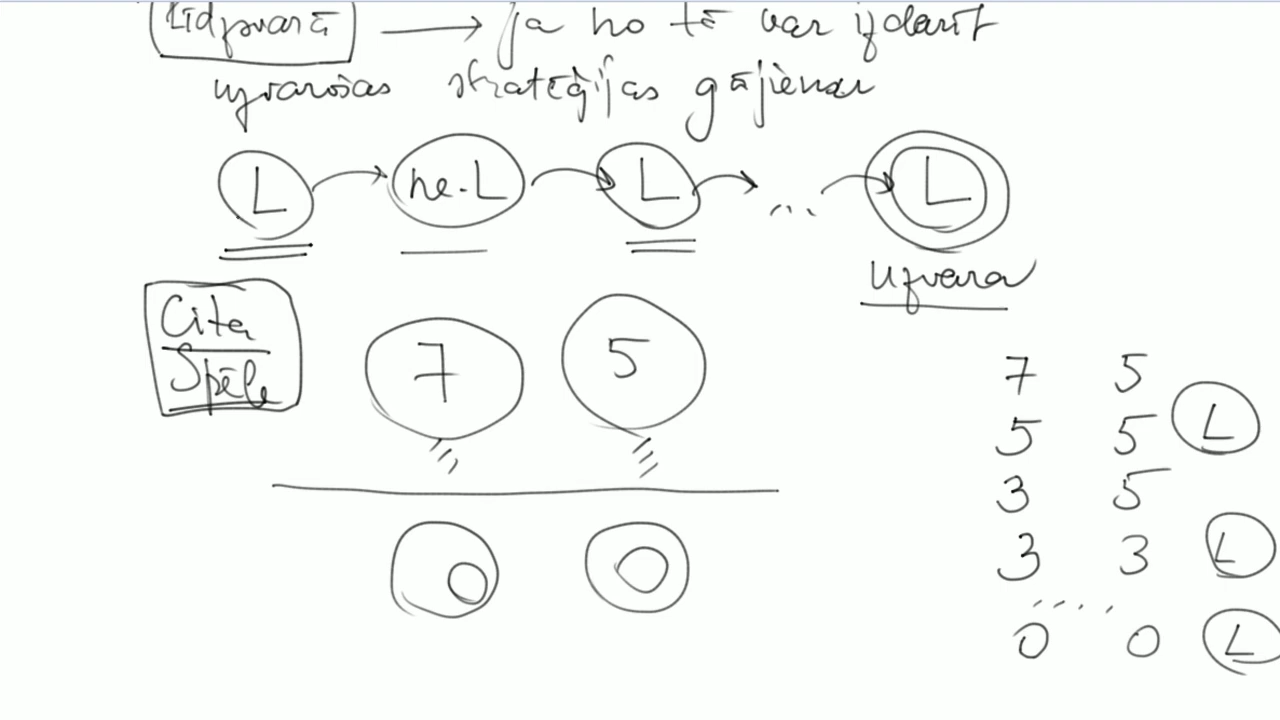 Līdzsvarā → ja no tā var izdarīt
uzvarošas stratēģijas gājienu
L → ne-L → L → ... → L
Uzvara
Cita
Spēle
7 5
0 0
7 5
5 5 L
3 5
3 3 L
....
0 0 L